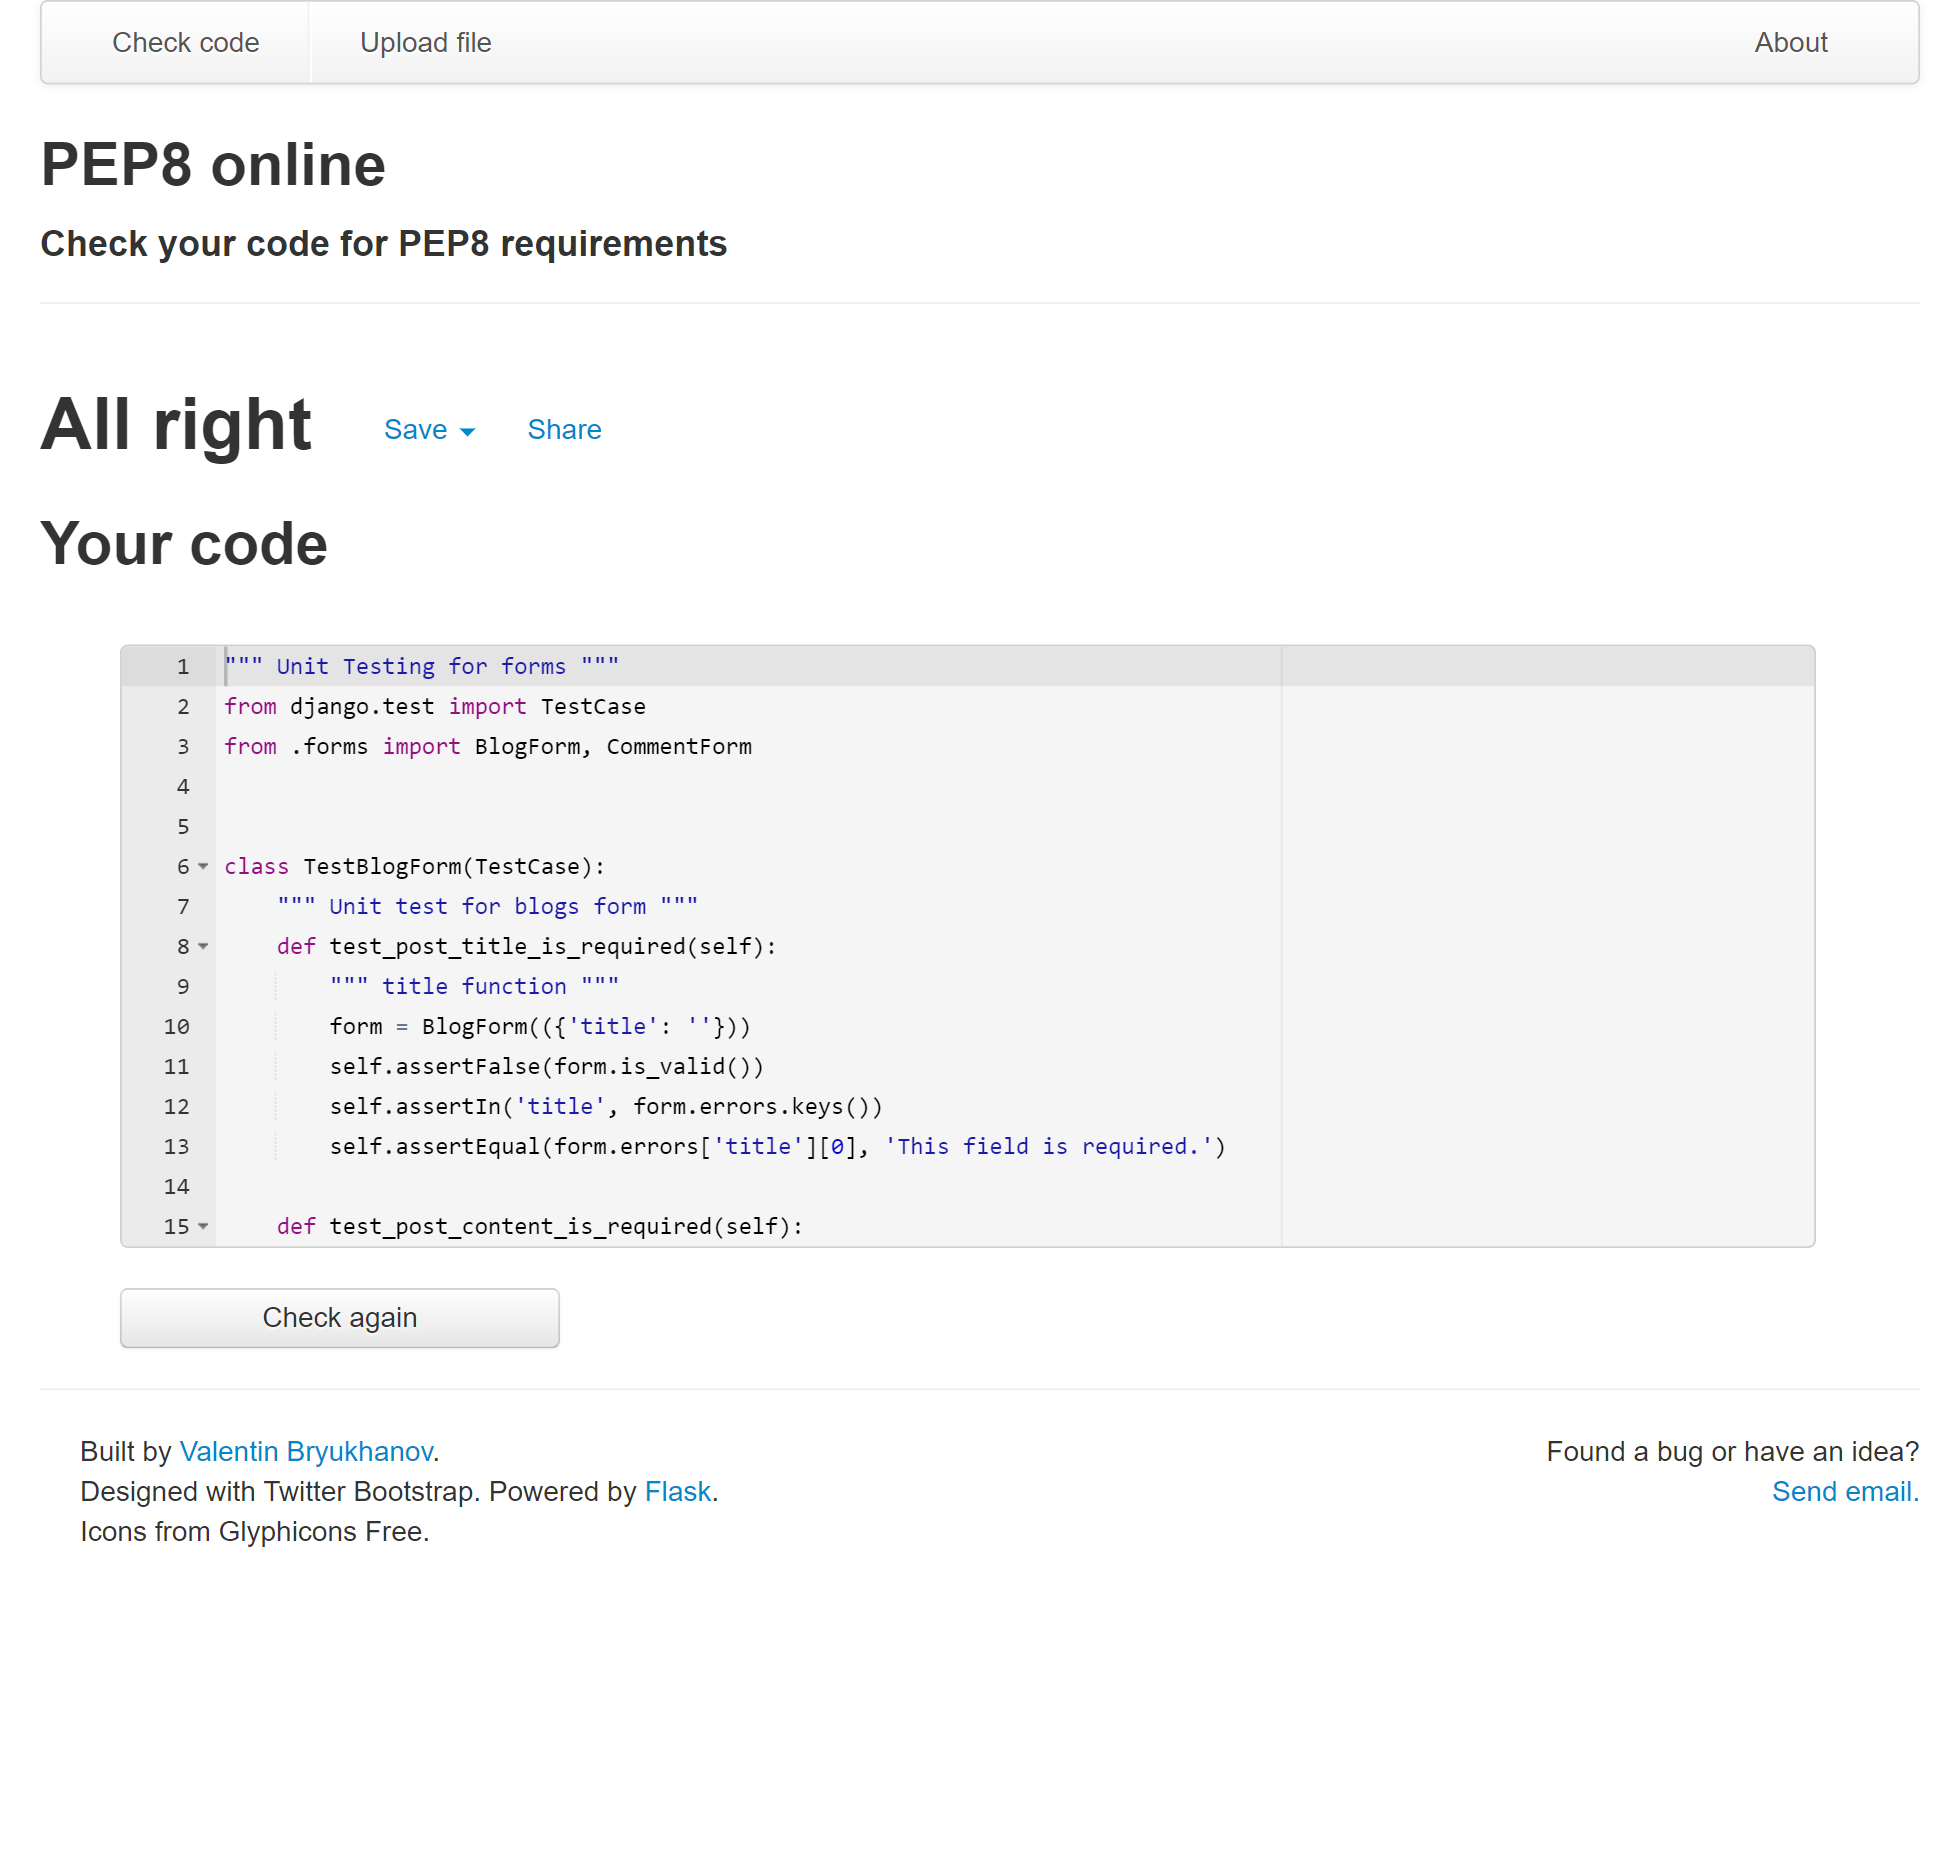 Check code Upload file About
PEP8 online
Check your code for PEP8 requirements
All right Save Share
Your code
1 """ Unit Testing for forms """
2 from django.test import TestCase
3 from .forms import BlogForm, CommentForm
4
5
6 class TestBlogForm(TestCase):
7     """ Unit test for blogs form """
8     def test_post_title_is_required(self):
9         """ title function """
10         form = BlogForm(({'title': ''}))
11         self.assertFalse(form.is_valid())
12         self.assertIn('title', form.errors.keys())
13         self.assertEqual(form.errors['title'][0], 'This field is required.')
14
15     def test_post_content_is_required(self):
Check again
Built by Valentin Bryukhanov.
Designed with Twitter Bootstrap. Powered by Flask.
Icons from Glyphicons Free.
Found a bug or have an idea?
Send email.